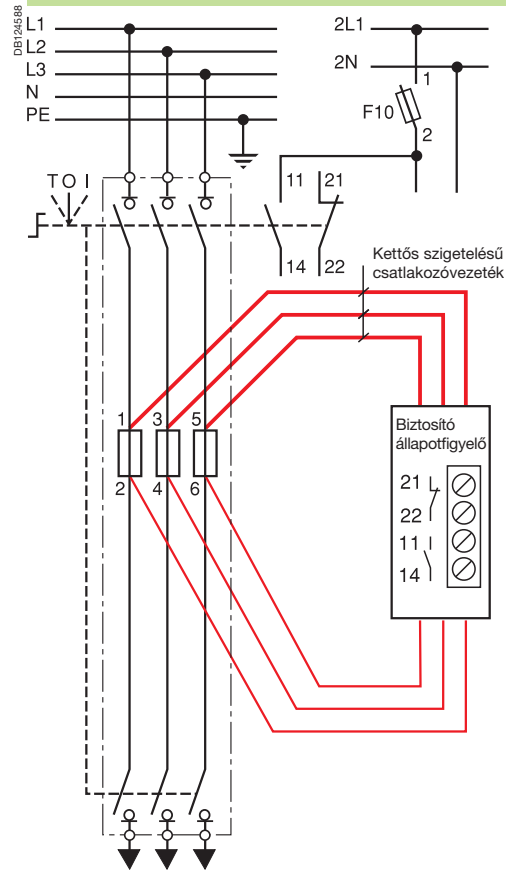 DB124588
L1
L2
L3
N
PE
2L1
2N
1
F10
2
T O I
11 21
14 22
Kettős szigetelésű
csatlakozóvezeték
1 3 5
2 4 6
Biztosító
állapotfigyelő
21
22
11
14